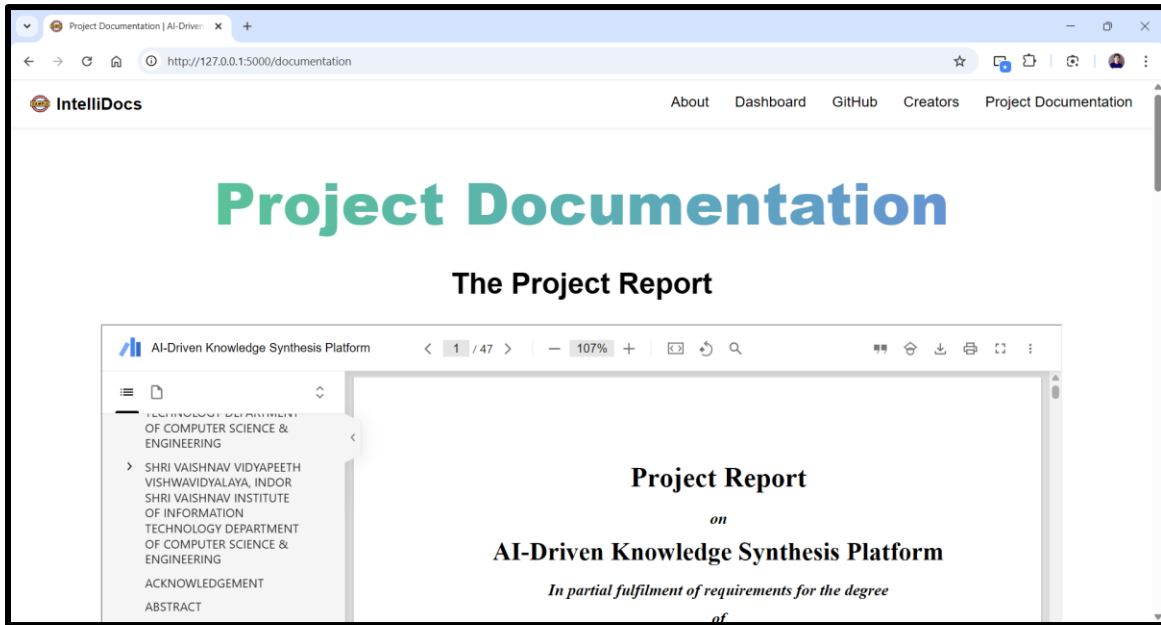 Project Documentation | AI-Driven
http://127.0.0.1:5000/documentation
IntelliDocs
About Dashboard GitHub Creators Project Documentation
Project Documentation
The Project Report
AI-Driven Knowledge Synthesis Platform 1 / 47 107%
TECHNOLOGY DEPARTMENT
OF COMPUTER SCIENCE &
ENGINEERING
SHRI VAISHNAV VIDYAPEETH
VISHWAVIDYALAYA, INDOR
SHRI VAISHNAV INSTITUTE
OF INFORMATION
TECHNOLOGY DEPARTMENT
OF COMPUTER SCIENCE &
ENGINEERING
ACKNOWLEDGEMENT
ABSTRACT
Project Report
on
AI-Driven Knowledge Synthesis Platform
In partial fulfilment of requirements for the degree
of